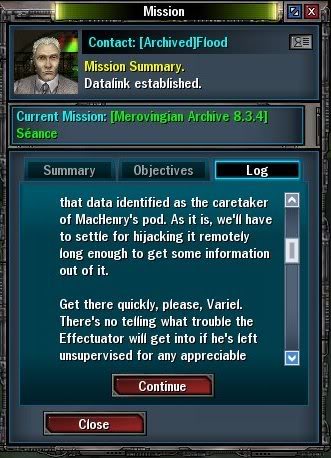 Mission
Contact: [Archived]Flood
Mission Summary.
Datalink established.
Current Mission: [Merovingian Archive 8.3.4]
Séance
Summary
Objectives
Log
that data identified as the caretaker
of MacHenry's pod. As it is, we'll have
to settle for hijacking it remotely
long enough to get some information
out of it.
Get there quickly, please, Variel.
There's no telling what trouble the
Effectuator will get into if he's left
unsupervised for any appreciable
Continue
Close